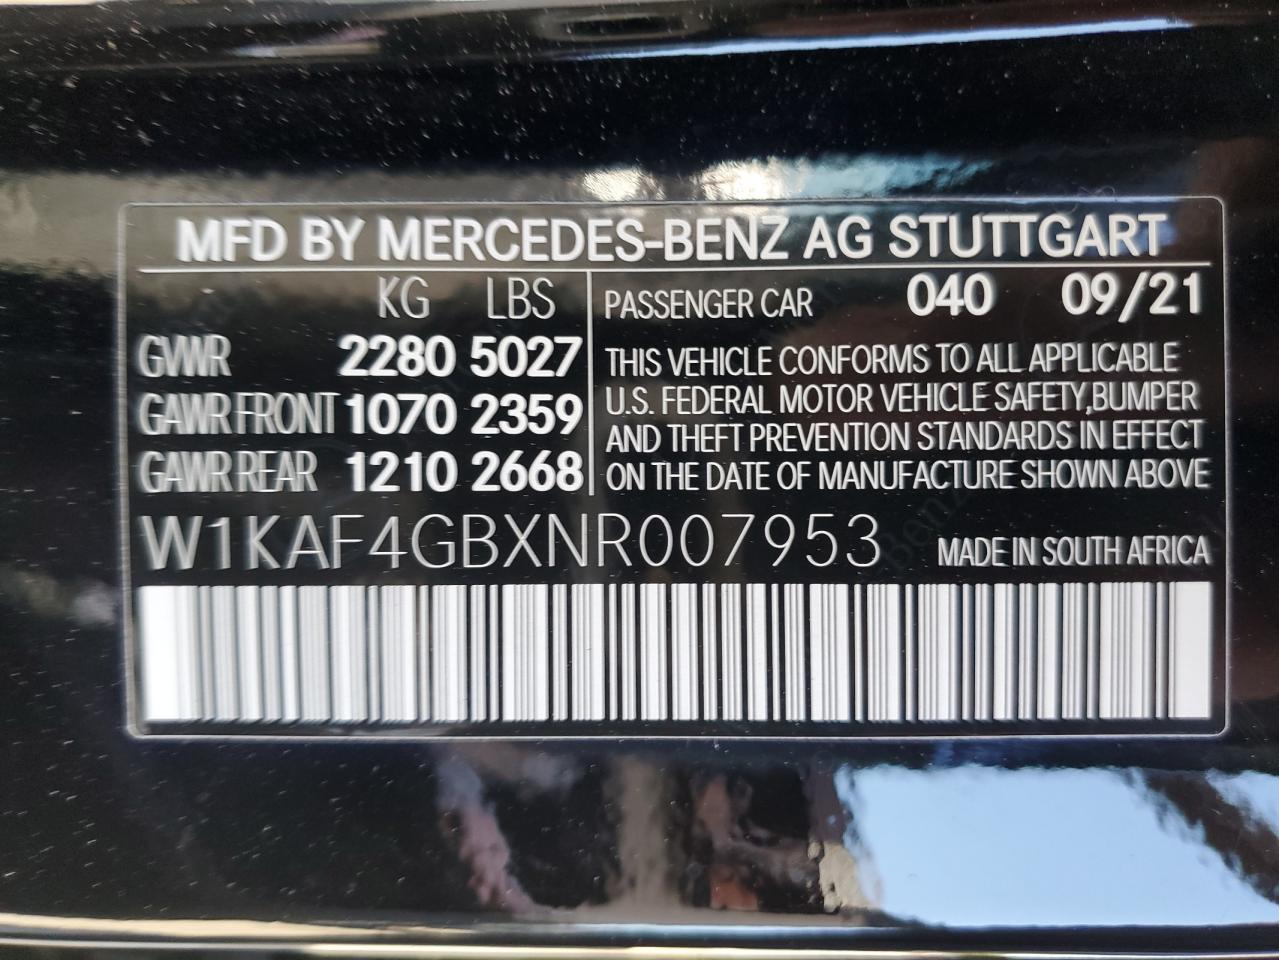 MFD BY MERCEDES-BENZ AG STUTTGART
KG LBS
GVWR 2280 5027
GAWR FRONT 1070 2359
GAWR REAR 1210 2668
PASSENGER CAR 040 09/21
THIS VEHICLE CONFORMS TO ALL APPLICABLE
U.S. FEDERAL MOTOR VEHICLE SAFETY, BUMPER
AND THEFT PREVENTION STANDARDS IN EFFECT
ON THE DATE OF MANUFACTURE SHOWN ABOVE
W1KAF4GBXNR007953 MADE IN SOUTH AFRICA